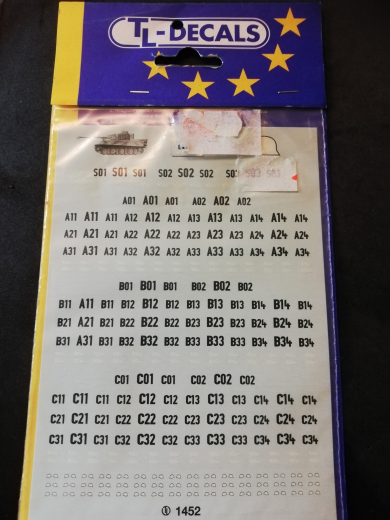 TL-DECALS
S01 S01 S01 S02 S02 S02 S03 S03 S03
A01 A01 A01 A02 A02 A02
A11 A11 A11 A12 A12 A12 A13 A13 A13 A14 A14 A14
A21 A21 A21 A22 A22 A22 A23 A23 A23 A24 A24 A24
A31 A31 A31 A32 A32 A32 A33 A33 A33 A34 A34 A34
B01 B01 B01 B02 B02 B02
B11 A11 B11 B12 B12 B12 B13 B13 B13 B14 B14 B14
B21 A21 B21 B22 B22 B22 B23 B23 B23 B24 B24 B24
B31 A31 B31 B32 B32 B32 B33 B33 B33 B34 B34 B34
C01 C01 C01 C02 C02 C02
C11 C11 C11 C12 C12 C12 C13 C13 C13 C14 C14 C14
C21 C21 C21 C22 C22 C22 C23 C23 C23 C24 C24 C24
C31 C31 C31 C32 C32 C32 C33 C33 C33 C34 C34 C34
1452